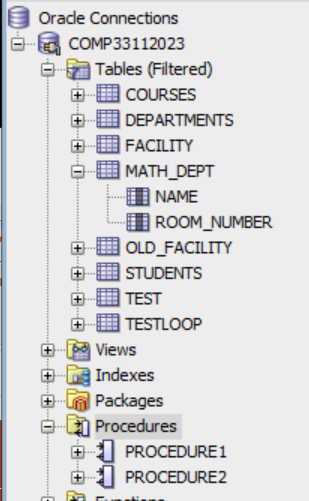 Oracle Connections
COMP33112023
Tables (Filtered)
COURSES
DEPARTMENTS
FACILITY
MATH_DEPT
NAME
ROOM_NUMBER
OLD_FACILITY
STUDENTS
TEST
TESTLOOP
Views
Indexes
Packages
Procedures
PROCEDURE1
PROCEDURE2